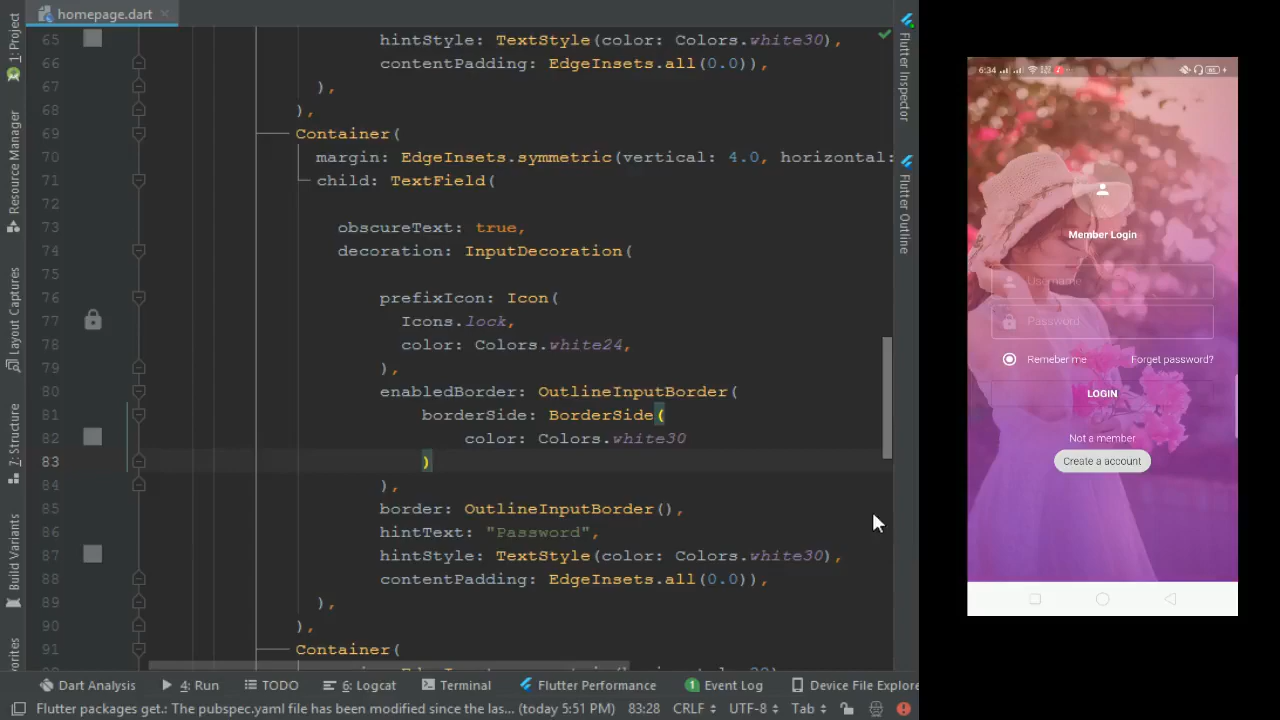 homepage.dart
1: Project
Resource Manager
Layout Captures
7: Structure
Build Variants
65 hintStyle: TextStyle(color: Colors.white30),
66 contentPadding: EdgeInsets.all(0.0)),
67 ),
68 ),
69 Container(
70 margin: EdgeInsets.symmetric(vertical: 4.0, horizontal:
71 child: TextField(
72
73 obscureText: true,
74 decoration: InputDecoration(
75
76 prefixIcon: Icon(
77 Icons.lock,
78 color: Colors.white24,
79 ),
80 enabledBorder: OutlineInputBorder(
81 borderSide: BorderSide(
82 color: Colors.white30
83 )
84 ),
85 border: OutlineInputBorder(),
86 hintText: "Password",
87 hintStyle: TextStyle(color: Colors.white30),
88 contentPadding: EdgeInsets.all(0.0)),
89 ),
90 ),
91 Container(
Flutter Inspector
Flutter Outline
6:34
Member Login
Username
Password
Remeber me Forget password?
LOGIN
Not a member
Create a account
Dart Analysis 4: Run TODO 6: Logcat Terminal Flutter Performance 1 Event Log Device File Explore
Flutter packages get.: The pubspec.yaml file has been modified since the las... (today 5:51 PM) 83:28 CRLF UTF-8 Tab